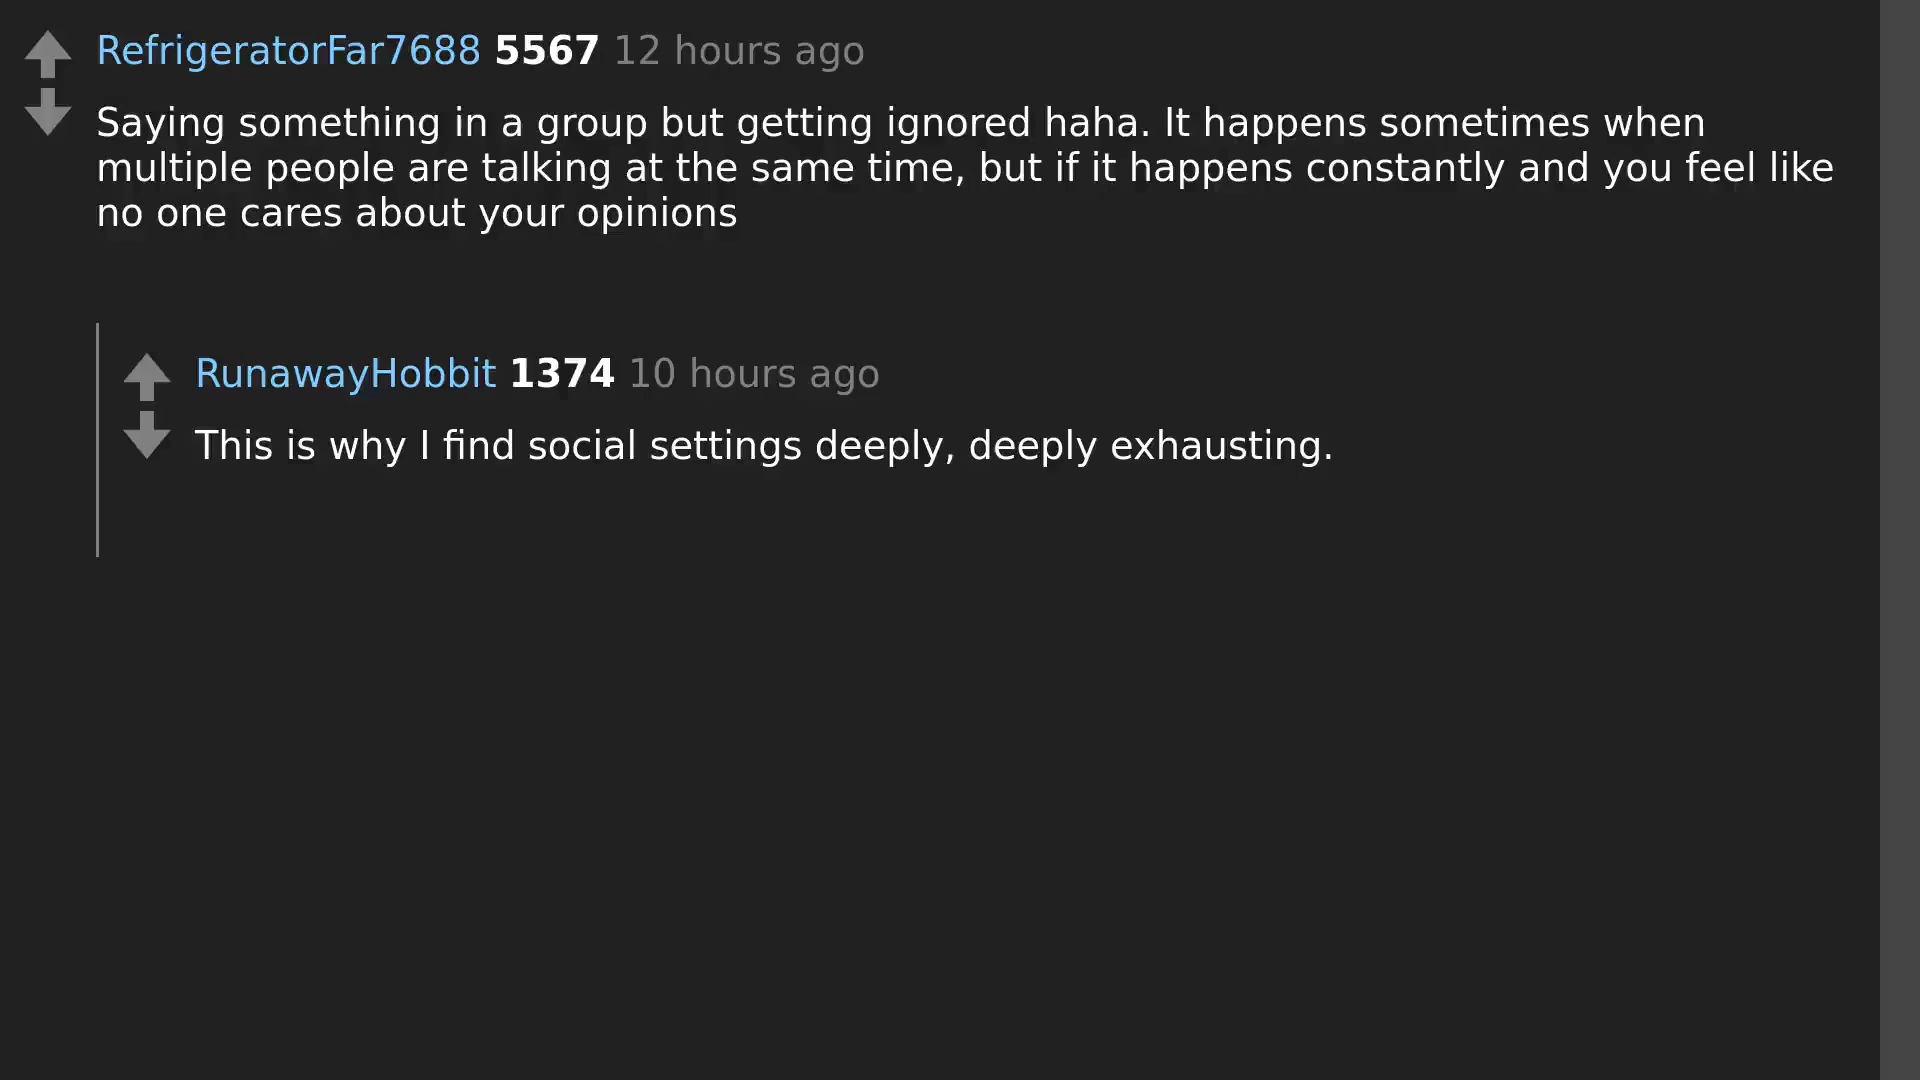 RefrigeratorFar7688 5567 12 hours ago
Saying something in a group but getting ignored haha. It happens sometimes when
multiple people are talking at the same time, but if it happens constantly and you feel like
no one cares about your opinions
RunawayHobbit 1374 10 hours ago
This is why I find social settings deeply, deeply exhausting.